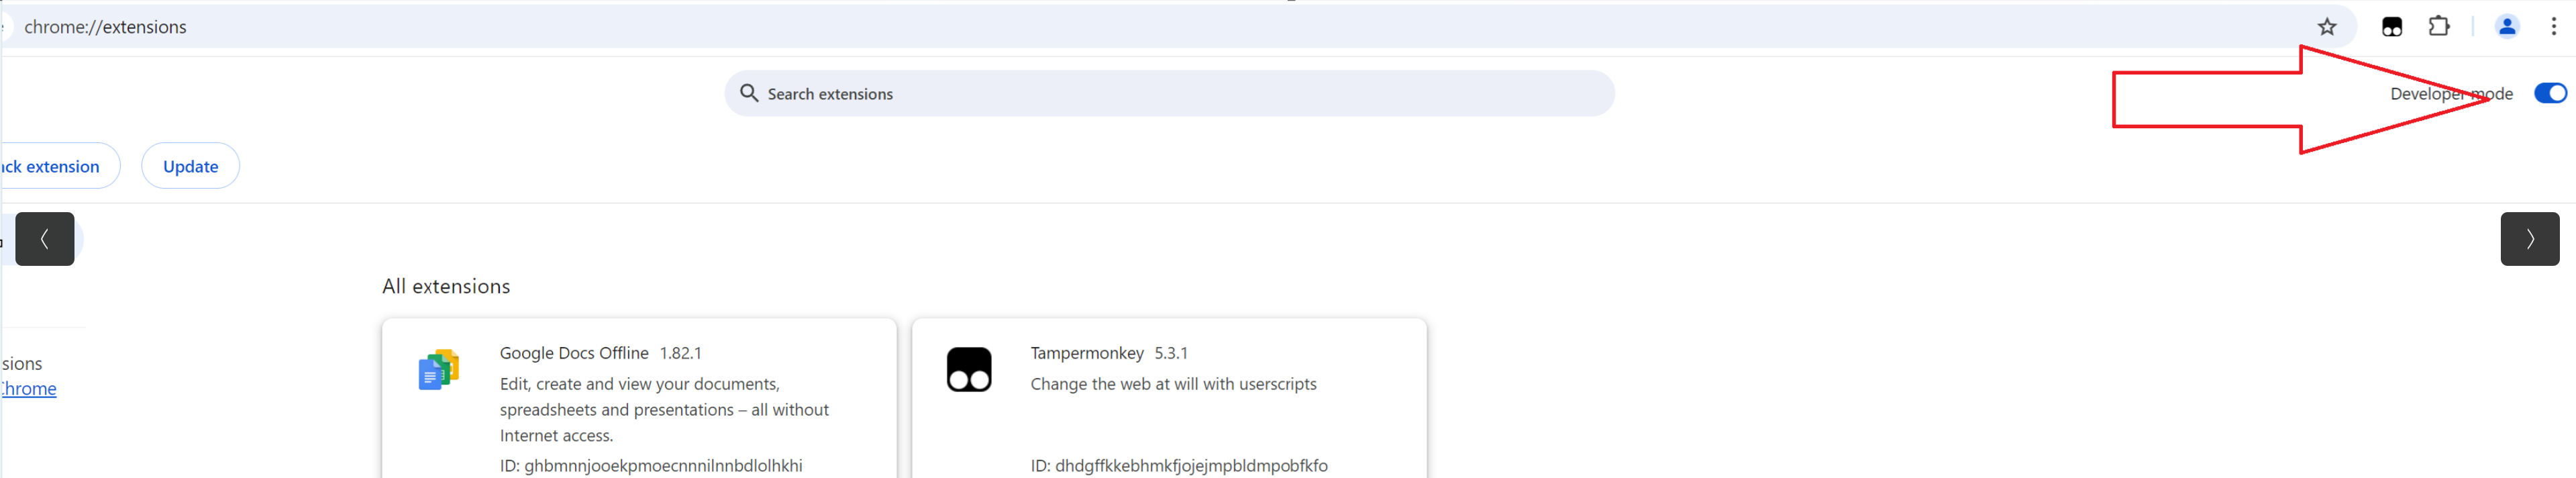 chrome://extensions
Search extensions
Developer mode
ack extension
Update
All extensions
Google Docs Offline 1.82.1
Edit, create and view your documents,
spreadsheets and presentations – all without
Internet access.
ID: ghbmnnjooekpmoecnnnilnnbdlolhkhi
Tampermonkey 5.3.1
Change the web at will with userscripts
ID: dhdgffkkebhmkfjojejmpbldmpobfkfo
sions
Chrome